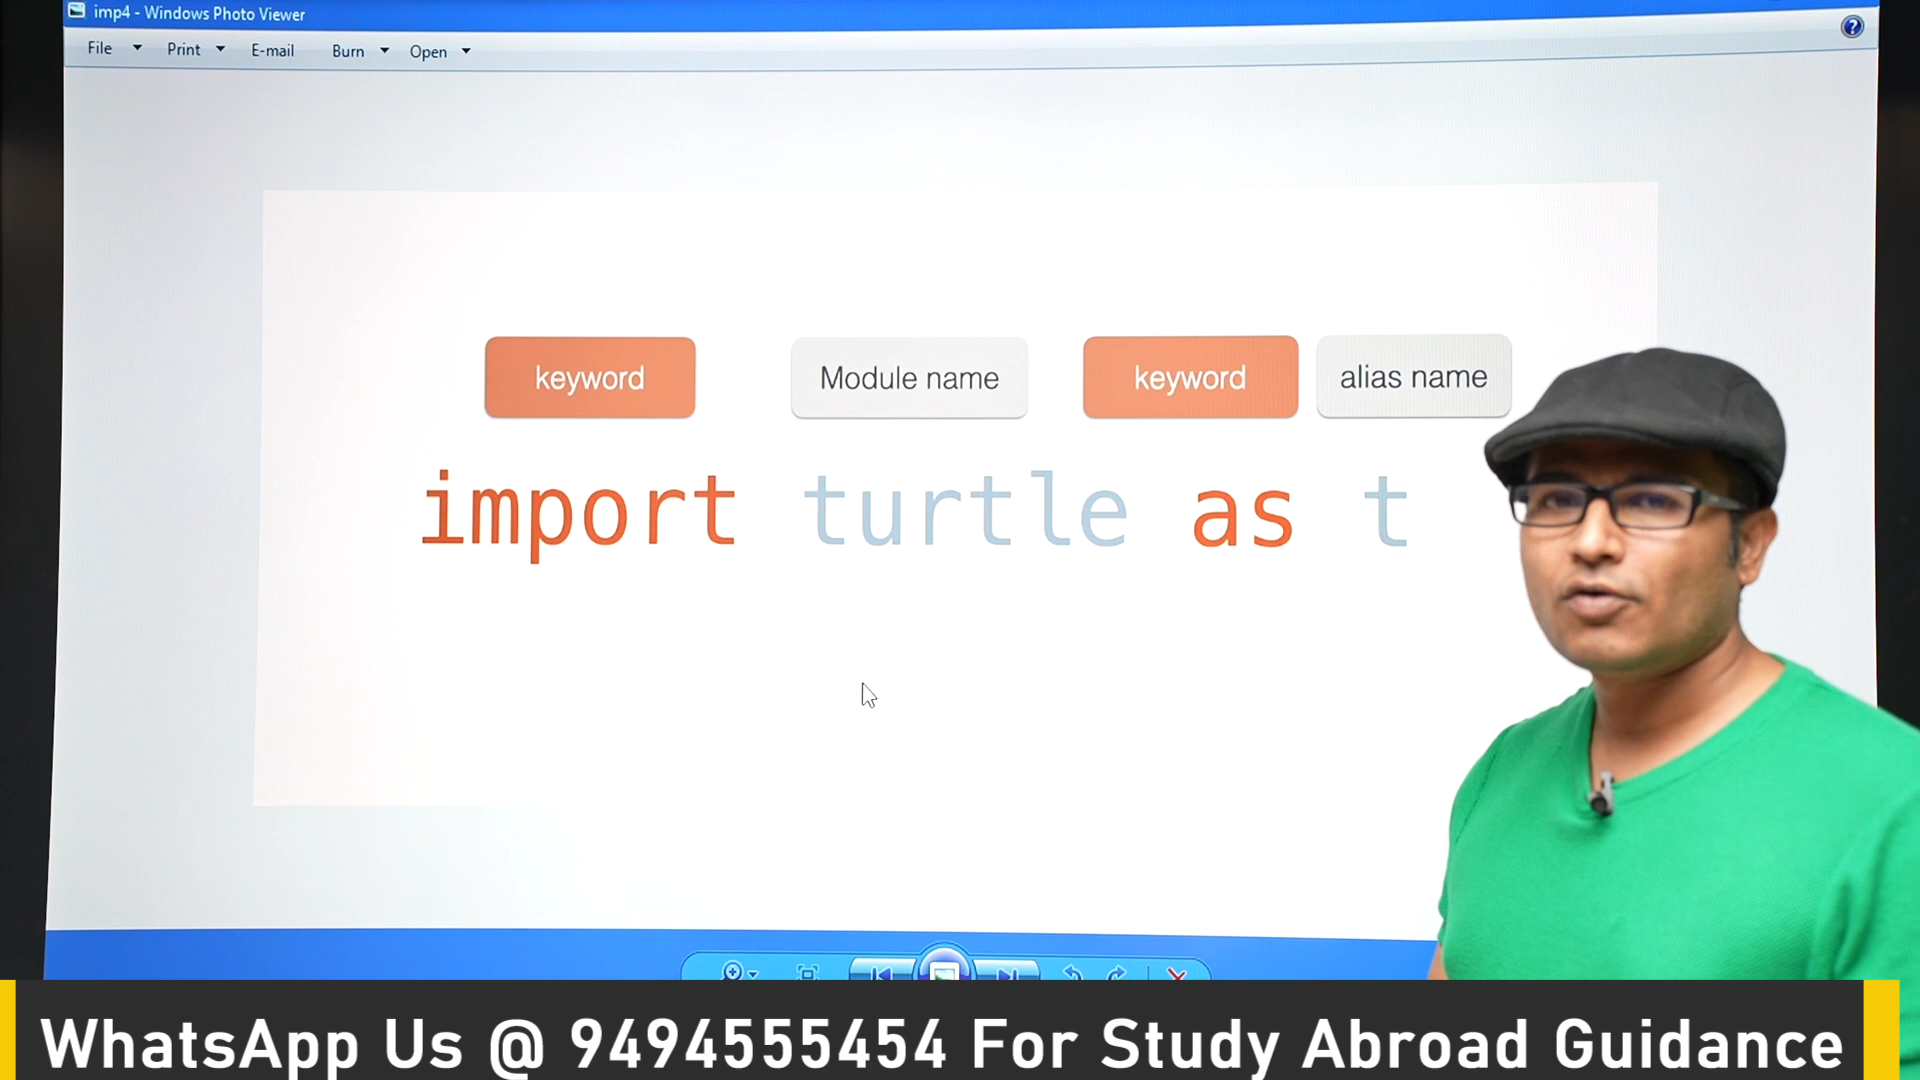 imp4 - Windows Photo Viewer
File Print E-mail Burn Open
keyword Module name keyword alias name
import turtle as t
WhatsApp Us @ 9494555454 For Study Abroad Guidance